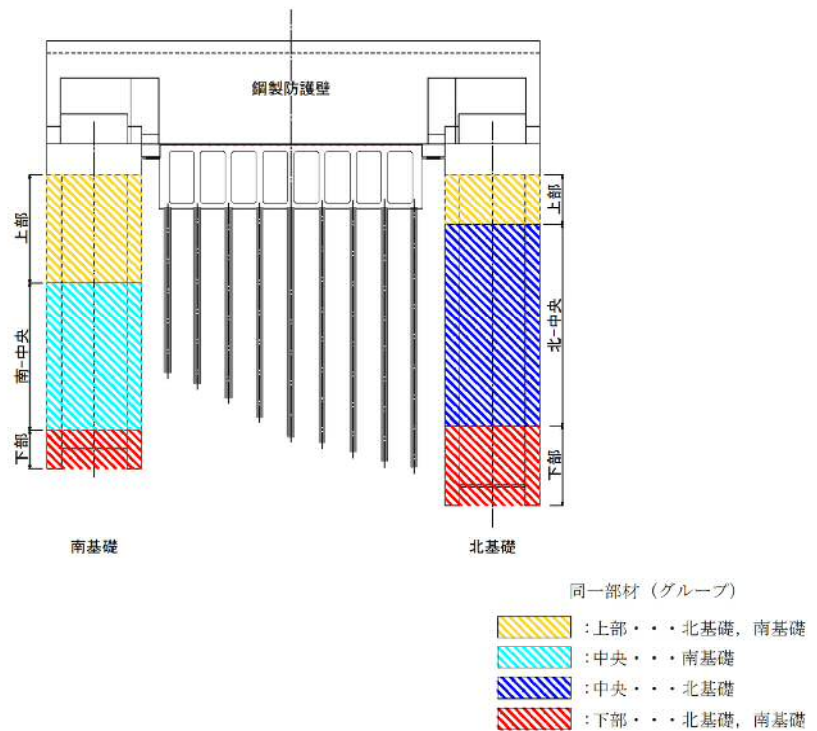 鋼製防護壁
上部
南-中央
下部
上部
北-中央
下部
南基礎
北基礎
同一部材（グループ）
：上部・・・北基礎，南基礎
：中央・・・南基礎
：中央・・・北基礎
：下部・・・北基礎，南基礎